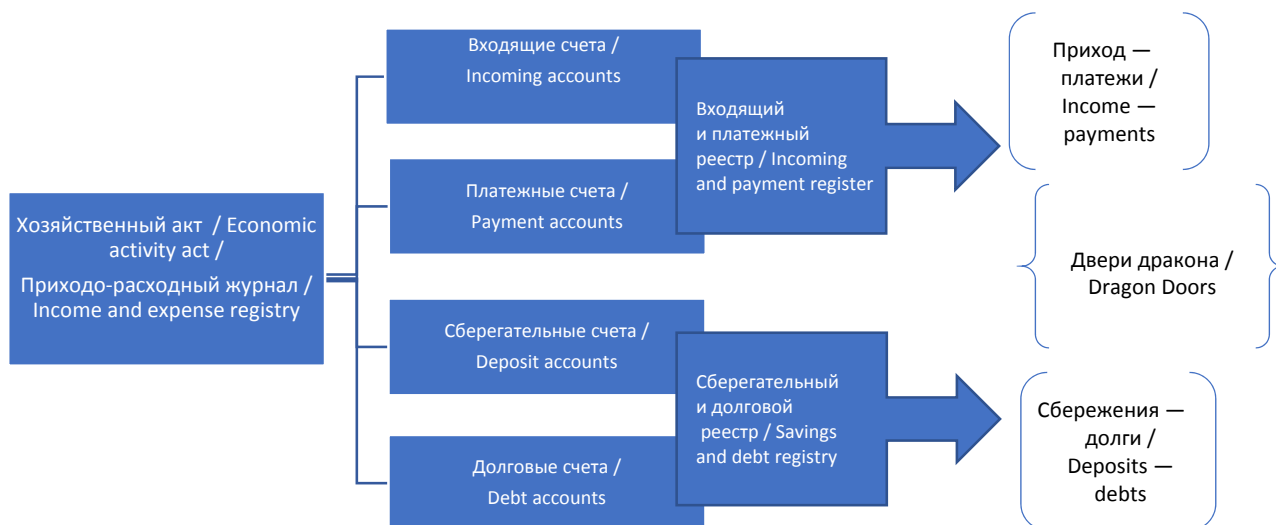 Хозяйственный акт / Economic
activity act /
Приходо-расходный журнал /
Income and expense registry
Входящие счета /
Incoming accounts
Платежные счета /
Payment accounts
Сберегательные счета /
Deposit accounts
Долговые счета /
Debt accounts
Входящий
и платежный
реестр / Incoming
and payment register
Сберегательный
и долговой
реестр / Savings
and debt registry
Приход —
платежи /
Income —
payments
Двери дракона /
Dragon Doors
Сбережения —
долги /
Deposits —
debts